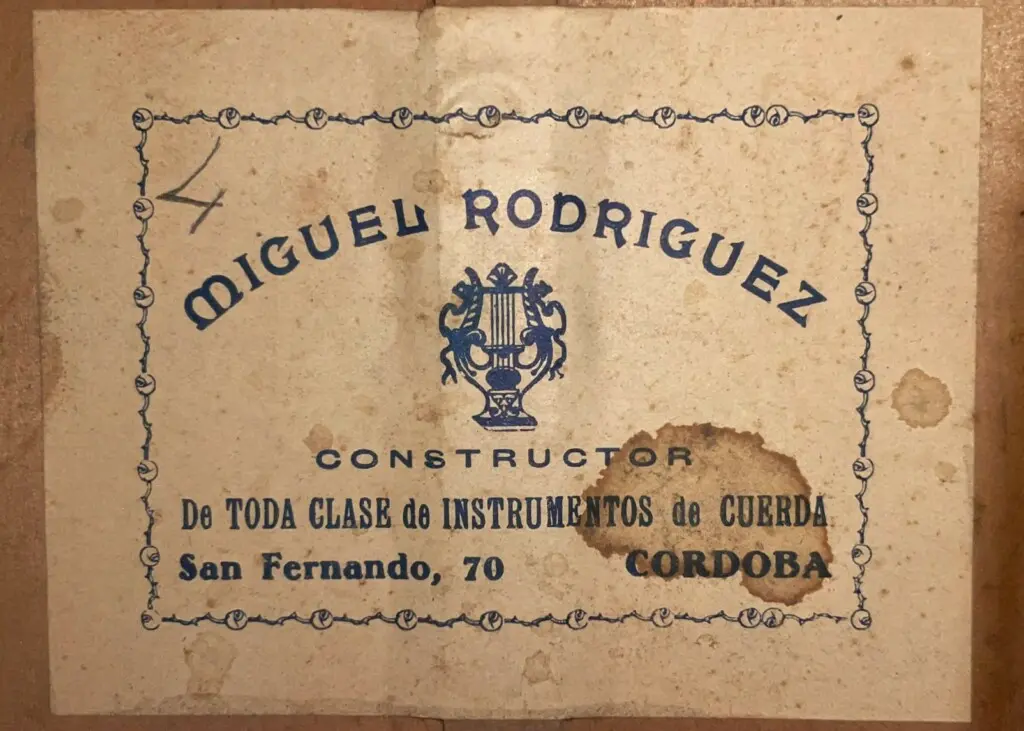 4
MIGUEL RODRIGUEZ
CONSTRUCTOR
De TODA CLASE de INSTRUMENTOS de CUERDA
San Fernando, 70 CORDOBA